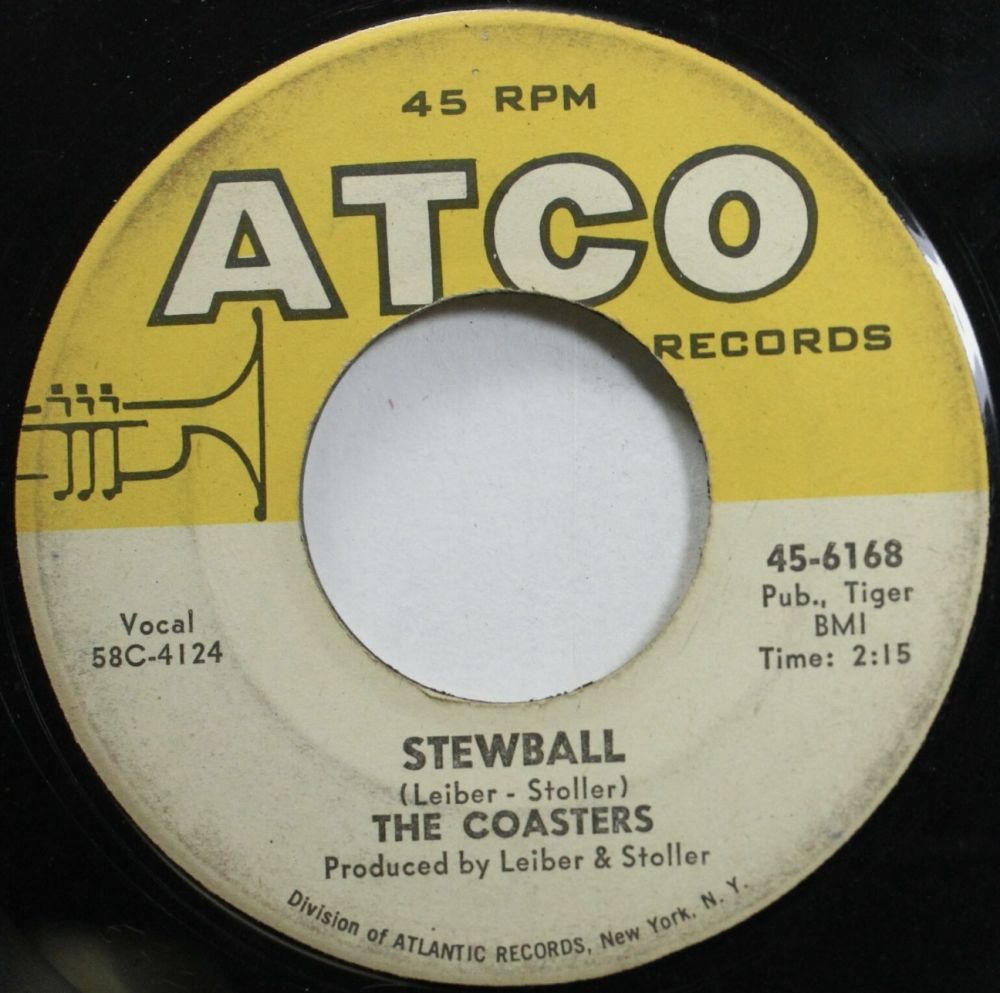 45 RPM
ATCO
RECORDS
45-6168
Pub., Tiger
BMI
Time: 2:15
Vocal
58C-4124
STEWBALL
(Leiber - Stoller)
THE COASTERS
Produced by Leiber & Stoller
Division of ATLANTIC RECORDS, New York, N. Y.